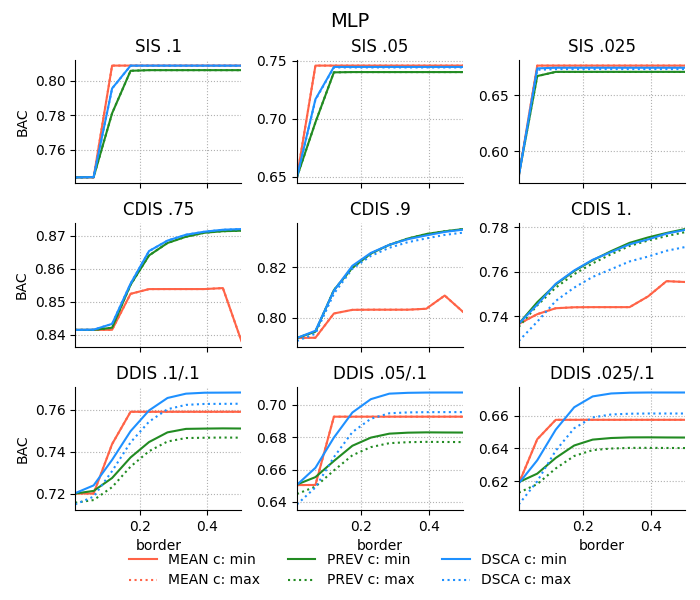 MLP
SIS .1
SIS .05
SIS .025
BAC
0.80
0.78
0.76
0.75
0.70
0.65
0.65
0.60
CDIS .75
CDIS .9
CDIS 1.
BAC
0.87
0.86
0.85
0.84
0.82
0.80
0.78
0.76
0.74
DDIS .1/.1
DDIS .05/.1
DDIS .025/.1
BAC
0.76
0.74
0.72
0.70
0.68
0.66
0.64
0.66
0.64
0.62
0.2 0.4
0.2 0.4
0.2 0.4
border
border
border
MEAN c: min PREV c: min DSCA c: min
MEAN c: max PREV c: max DSCA c: max